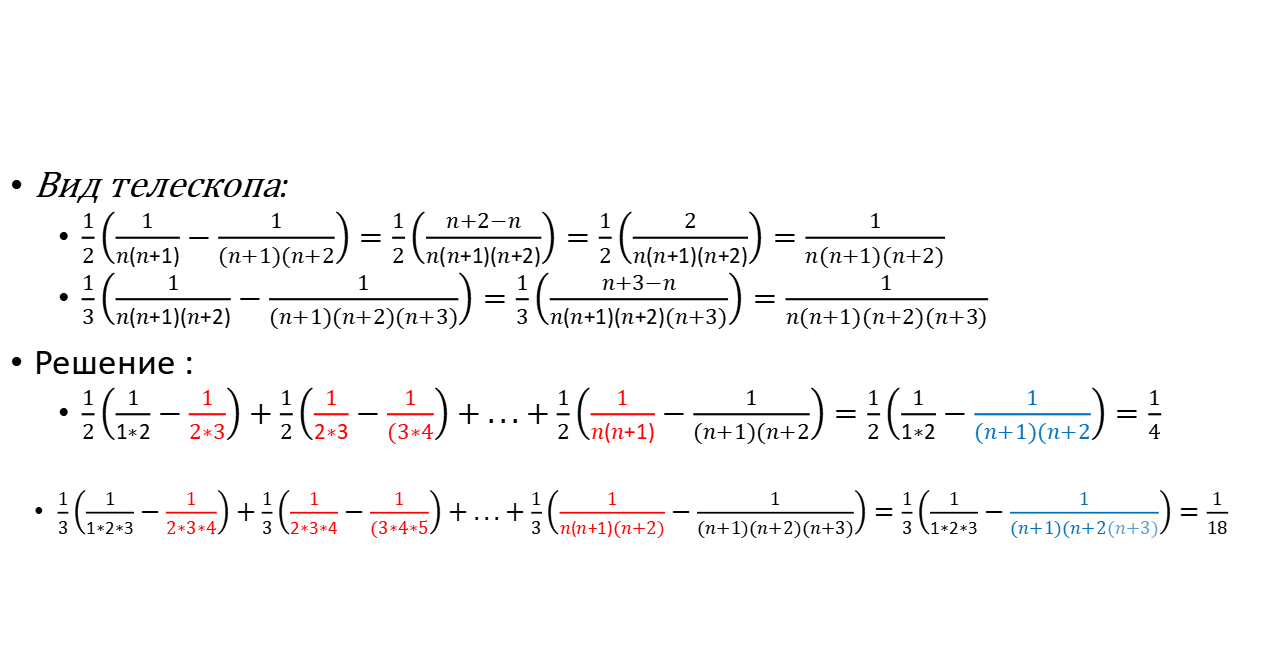 • Вид телескопа:
• 1/2 (1/n(n+1) − 1/(n+1)(n+2) = 1/2 (n+2−n/n(n+1)(n+2)) = 1/2 (2/n(n+1)(n+2)) = 1/n(n+1)(n+2)
• 1/3 (1/n(n+1)(n+2) − 1/(n+1)(n+2)(n+3)) = 1/3 (n+3−n/n(n+1)(n+2)(n+3)) = 1/n(n+1)(n+2)(n+3)
• Решение :
• 1/2 (1/1*2 − 1/2*3) + 1/2 (1/2*3 − 1/(3*4) + ... + 1/2 (1/n(n+1) − 1/(n+1)(n+2) = 1/2 (1/1*2 − 1/(n+1)(n+2) = 1/4
• 1/3 (1/1*2*3 − 1/2*3*4) + 1/3 (1/2*3*4 − 1/(3*4*5) + ... + 1/3 (1/n(n+1)(n+2) − 1/(n+1)(n+2)(n+3)) = 1/3 (1/1*2*3 − 1/(n+1)(n+2(n+3)) = 1/18